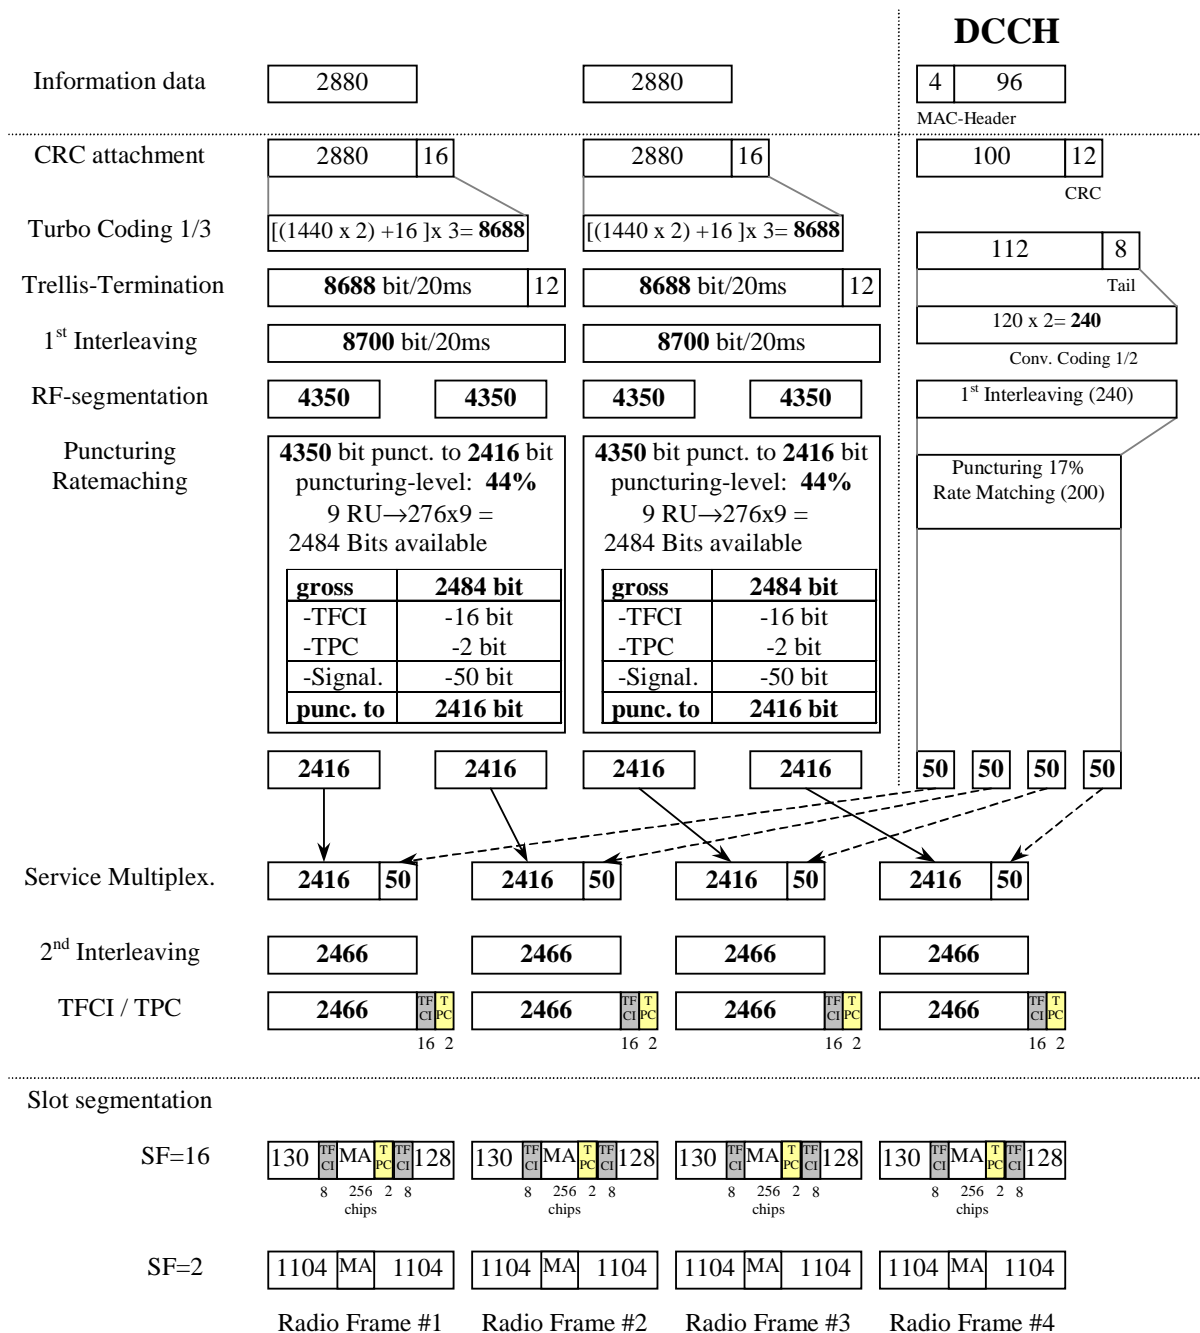 DCCH
Information data 2880 2880 4 96
MAC-Header
CRC attachment 2880 16 2880 16 100 12
CRC
Turbo Coding 1/3 [(1440 x 2) +16 ]x 3= 8688 [(1440 x 2) +16 ]x 3= 8688
112 8
Tail
Trellis-Termination 8688 bit/20ms 12 8688 bit/20ms 12
120 x 2= 240
Conv. Coding 1/2
1st Interleaving 8700 bit/20ms 8700 bit/20ms
RF-segmentation 4350 4350 4350 4350 1st Interleaving (240)
Puncturing
Ratemaching
4350 bit punct. to 2416 bit
puncturing-level: 44%
9 RU→276x9 =
2484 Bits available
gross 2484 bit
-TFCI -16 bit
-TPC -2 bit
-Signal. -50 bit
punc. to 2416 bit
4350 bit punct. to 2416 bit
puncturing-level: 44%
9 RU→276x9 =
2484 Bits available
gross 2484 bit
-TFCI -16 bit
-TPC -2 bit
-Signal. -50 bit
punc. to 2416 bit
Puncturing 17%
Rate Matching (200)
2416 2416 2416 2416 50 50 50 50
Service Multiplex. 2416 50 2416 50 2416 50 2416 50
2nd Interleaving 2466 2466 2466 2466
TFCI / TPC 2466 TF CI T PC 2466 TF CI T PC 2466 TF CI T PC 2466 TF CI T PC
16 2 16 2 16 2 16 2
Slot segmentation
SF=16 130 TF CI MA T PC TF CI 128 130 TF CI MA T PC TF CI 128 130 TF CI MA T PC TF CI 128 130 TF CI MA T PC TF CI 128
8 256 2 8 8 256 2 8 8 256 2 8 8 256 2 8
chips chips chips chips
SF=2 1104 MA 1104 1104 MA 1104 1104 MA 1104 1104 MA 1104
Radio Frame #1 Radio Frame #2 Radio Frame #3 Radio Frame #4